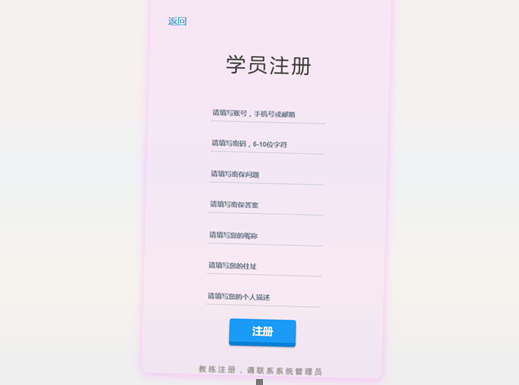 返回
学员注册
请填写账号，手机号或邮箱
请填写密码，6-10位字符
请填写密保问题
请填写密保答案
请填写您的昵称
请填写您的住址
请填写您的个人描述
注册
教练注册，请联系系统管理员